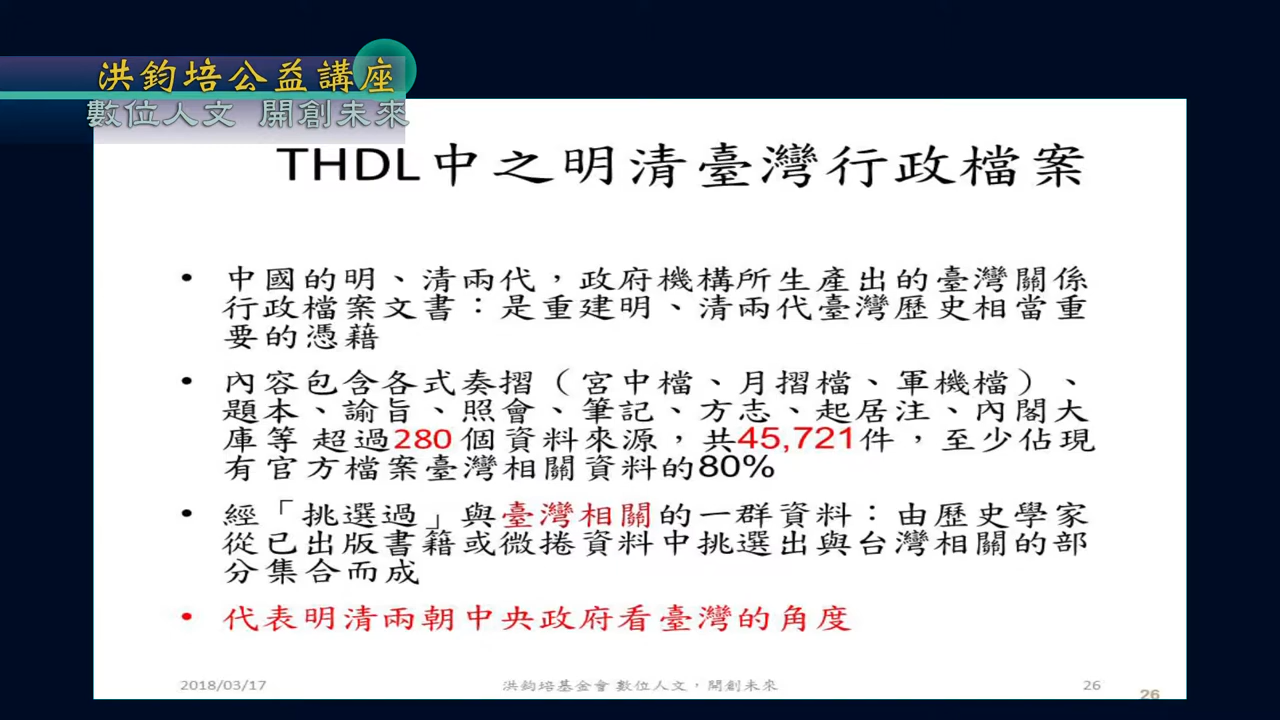 洪鈞培公益講座
數位人文 開創未來
THDL中之明清臺灣行政檔案
• 中國的明、清兩代，政府機構所生產出的臺灣關係
行政檔案文書：是重建明、清兩代臺灣歷史相當重
要的憑藉
• 內容包含各式奏摺（宮中檔、月摺檔、軍機檔）、
題本、諭旨、照會、筆記、方志、起居注、內閣大
庫等 超過280個資料來源，共45,721件，至少佔現
有官方檔案臺灣相關資料的80%
• 經「挑選過」與臺灣相關的一群資料：由歷史學家
從已出版書籍或微捲資料中挑選出與台灣相關的部
分集合而成
• 代表明清兩朝中央政府看臺灣的角度
2018/03/17
洪鈞培基金會 數位人文，開創未來
26
26